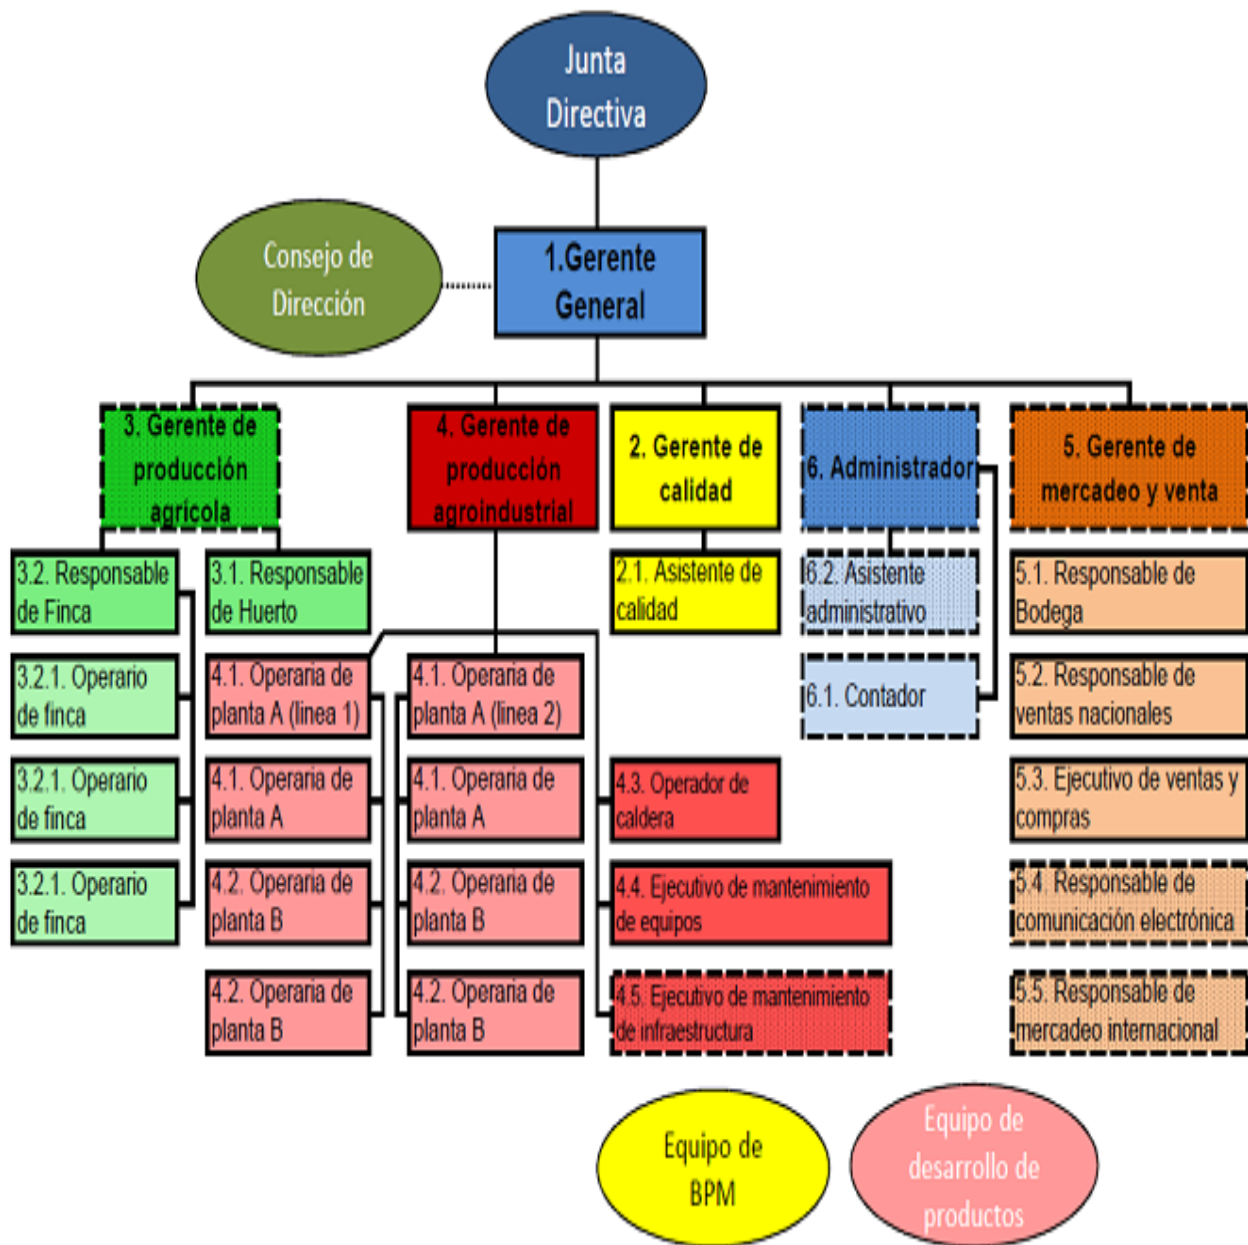 Junta
Directiva
Consejo de
Dirección
1.Gerente
General
3. Gerente de
producción
agrícola
4. Gerente de
producción
agroindustrial
2. Gerente de
calidad
6. Administrador
5. Gerente de
mercadeo y venta
3.2. Responsable
de Finca
3.1. Responsable
de Huerto
2.1. Asistente de
calidad
6.2. Asistente
administrativo
5.1. Responsable de
Bodega
3.2.1. Operario
de finca
4.1. Operaria de
planta A (linea 1)
4.1. Operaria de
planta A (linea 2)
6.1. Contador
5.2. Responsable de
ventas nacionales
3.2.1. Operario
de finca
4.1. Operaria de
planta A
4.1. Operaria de
planta A
4.3. Operador de
caldera
5.3. Ejecutivo de ventas y
compras
3.2.1. Operario
de finca
4.2. Operaria de
planta B
4.2. Operaria de
planta B
4.4. Ejecutivo de mantenimiento
de equipos
5.4. Responsable de
comunicación electrónica
4.2. Operaria de
planta B
4.2. Operaria de
planta B
4.5. Ejecutivo de mantenimiento
de infraestructura
5.5. Responsable de
mercadeo internacional
Equipo de
BPM
Equipo de
desarrollo de
productos